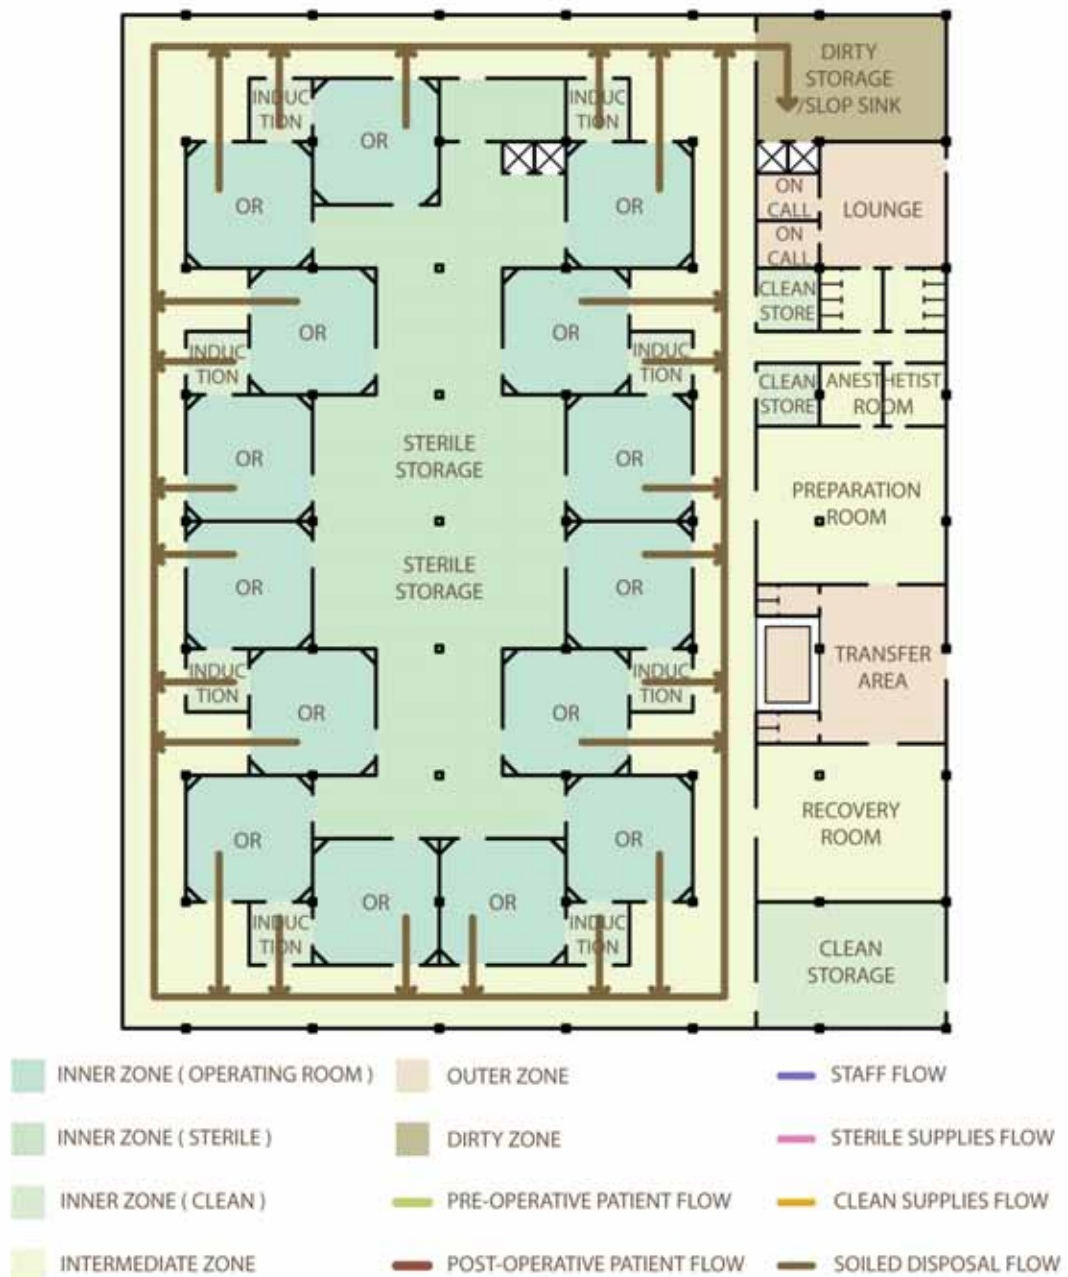 DIRTY
STORAGE
/SLOP SINK
INDUC
TION
INDUC
TION
OR
OR
OR
ON
CALL
LOUNGE
ON
CALL
CLEAN
STORE
OR
OR
INDUC
TION
INDUC
TION
CLEAN
STORE
ANESTHETIST
ROOM
OR
STERILE
STORAGE
OR
PREPARATION
ROOM
OR
STERILE
STORAGE
OR
INDUC
TION
INDUC
TION
TRANSFER
AREA
OR
OR
OR
OR
RECOVERY
ROOM
OR
OR
INDUC
TION
INDUC
TION
CLEAN
STORAGE
INNER ZONE ( OPERATING ROOM )
OUTER ZONE
STAFF FLOW
INNER ZONE ( STERILE )
DIRTY ZONE
STERILE SUPPLIES FLOW
INNER ZONE ( CLEAN )
PRE-OPERATIVE PATIENT FLOW
CLEAN SUPPLIES FLOW
INTERMEDIATE ZONE
POST-OPERATIVE PATIENT FLOW
SOILED DISPOSAL FLOW